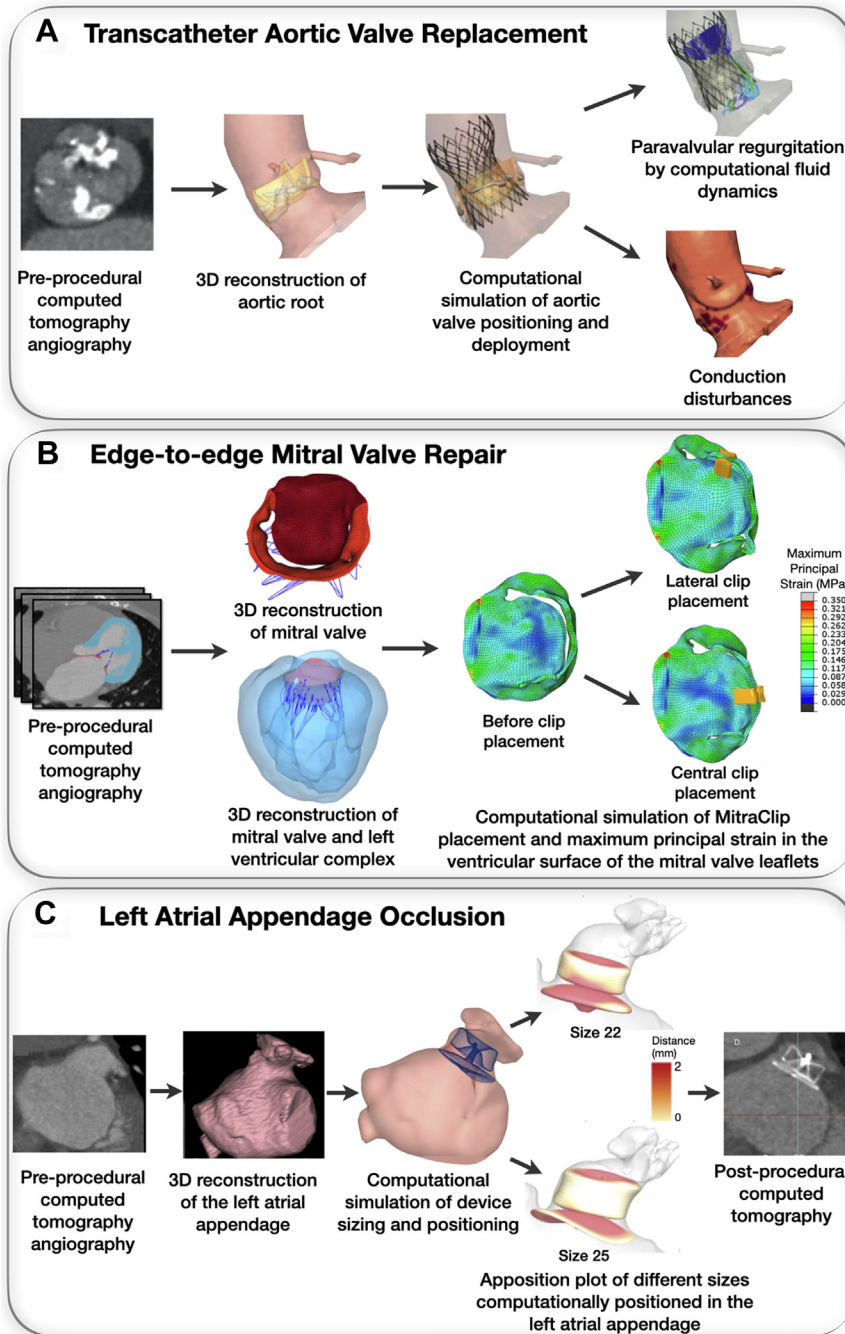 A Transcatheter Aortic Valve Replacement
Pre-procedural
computed
tomography
angiography
3D reconstruction of
aortic root
Computational
simulation of aortic
valve positioning and
deployment
Paravalvular regurgitation
by computational fluid
dynamics
Conduction
disturbances
B Edge-to-edge Mitral Valve Repair
Pre-procedural
computed
tomography
angiography
3D reconstruction
of mitral valve
3D reconstruction of
mitral valve and left
ventricular complex
Before clip
placement
Lateral clip
placement
Central clip
placement
Maximum
Principal
Strain (MPa
0.350
0.321
0.292
0.262
0.233
0.204
0.175
0.146
0.117
0.087
0.058
0.029
0.000
Computational simulation of MitraClip
placement and maximum principal strain in the
ventricular surface of the mitral valve leaflets
C Left Atrial Appendage Occlusion
Pre-procedural
computed
tomography
angiography
3D reconstruction
of the left atrial
appendage
Computational
simulation of device
sizing and positioning
Size 22
Distance
(mm)
2
0
Size 25
Apposition plot of different sizes
computationally positioned in the
left atrial appendage
D.
Post-procedura
computed
tomography